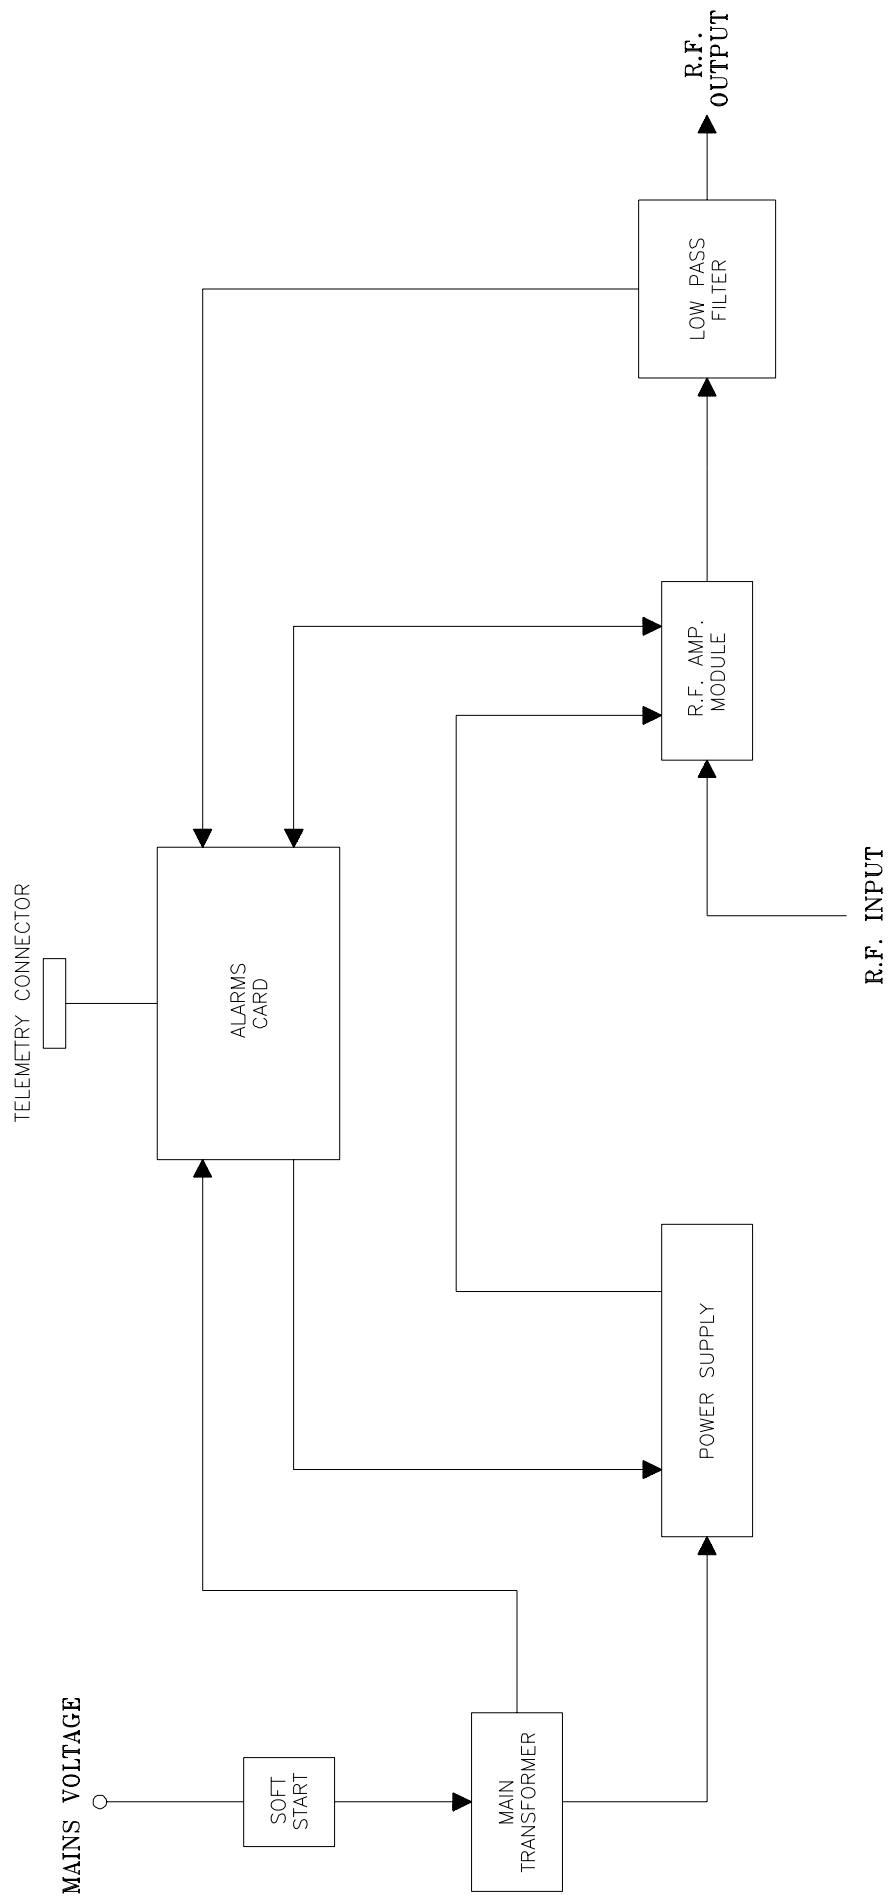 MAINS VOLTAGE
TELEMETRY CONNECTOR
SOFT
START
ALARMS
CARD
MAIN
TRANSFORMER
POWER SUPPLY
R.F. AMP.
MODULE
LOW PASS
FILTER
R.F.
OUTPUT
R.F. INPUT